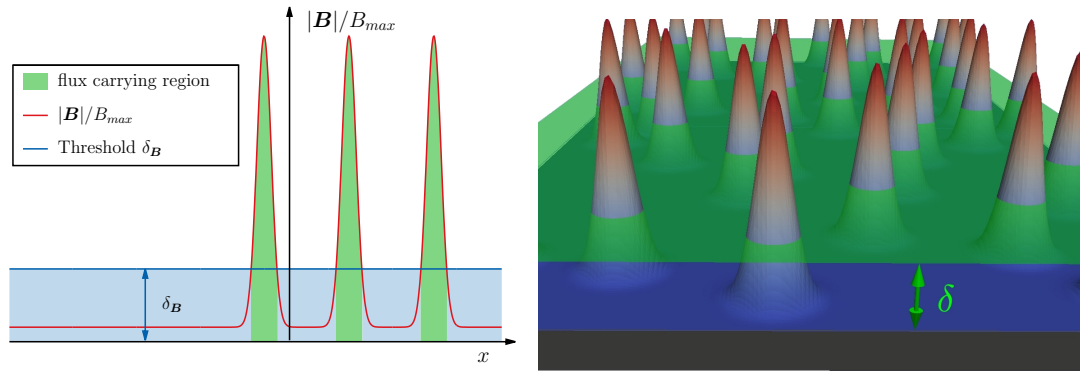 |B|/B_max
flux carrying region
|B|/B_max
Threshold δ_B
δ_B
x
δ